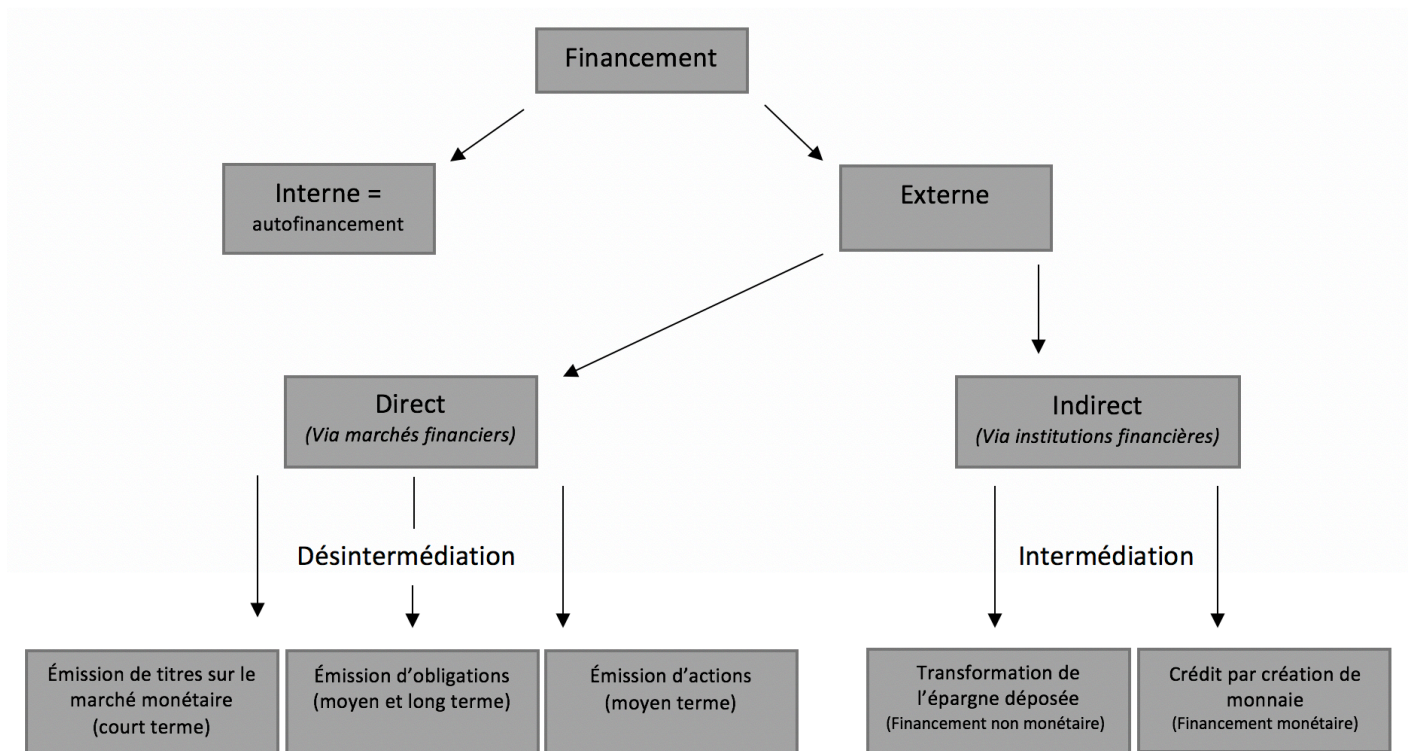 Financement
Interne =
autofinancement
Externe
Direct
(Via marchés financiers)
Indirect
(Via institutions financières)
Désintermédiation
Intermédiation
Émission de titres sur le
marché monétaire
(court terme)
Émission d’obligations
(moyen et long terme)
Émission d’actions
(moyen terme)
Transformation de
l’épargne déposée
(Financement non monétaire)
Crédit par création de
monnaie
(Financement monétaire)